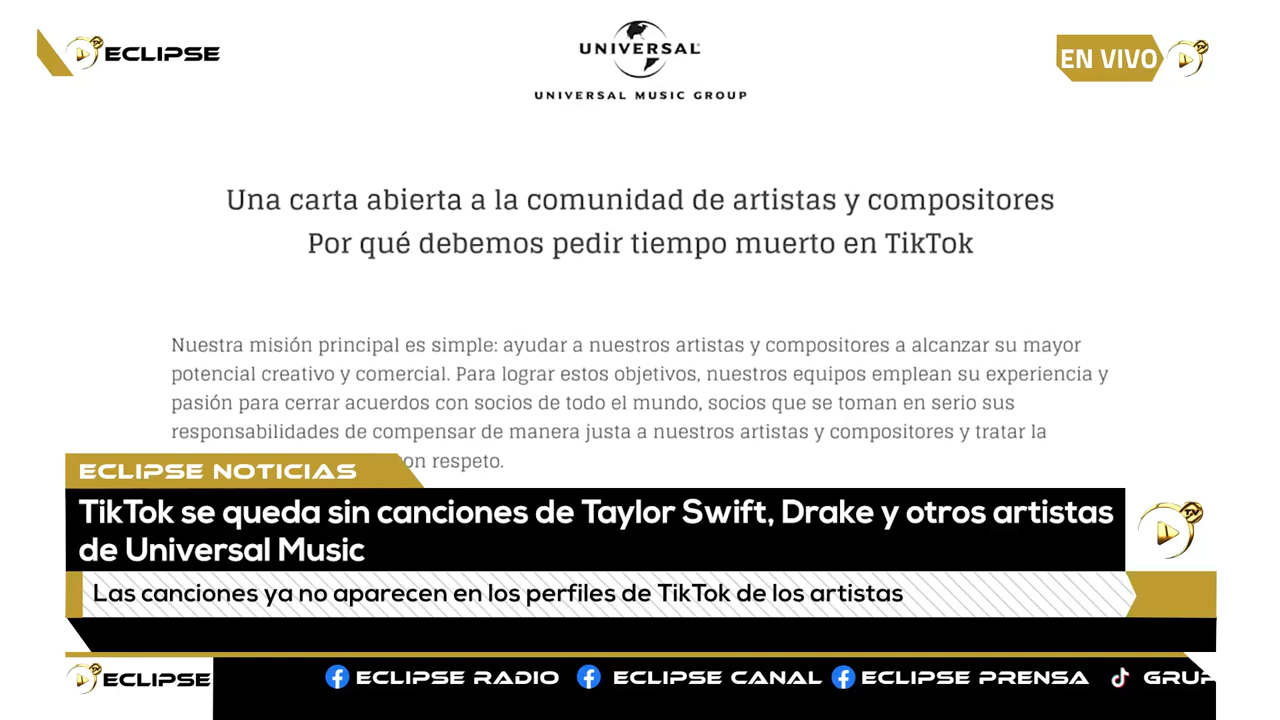 ECLIPSE
UNIVERSAL
UNIVERSAL MUSIC GROUP
EN VIVO
Una carta abierta a la comunidad de artistas y compositores
Por qué debemos pedir tiempo muerto en TikTok
Nuestra misión principal es simple: ayudar a nuestros artistas y compositores a alcanzar su mayor
potencial creativo y comercial. Para lograr estos objetivos, nuestros equipos emplean su experiencia y
pasión para cerrar acuerdos con socios de todo el mundo, socios que se toman en serio sus
responsabilidades de compensar de manera justa a nuestros artistas y compositores y tratar la
con respeto.
ECLIPSE NOTICIAS
TikTok se queda sin canciones de Taylor Swift, Drake y otros artistas
de Universal Music
Las canciones ya no aparecen en los perfiles de TikTok de los artistas
ECLIPSE ECLIPSE RADIO ECLIPSE CANAL ECLIPSE PRENSA